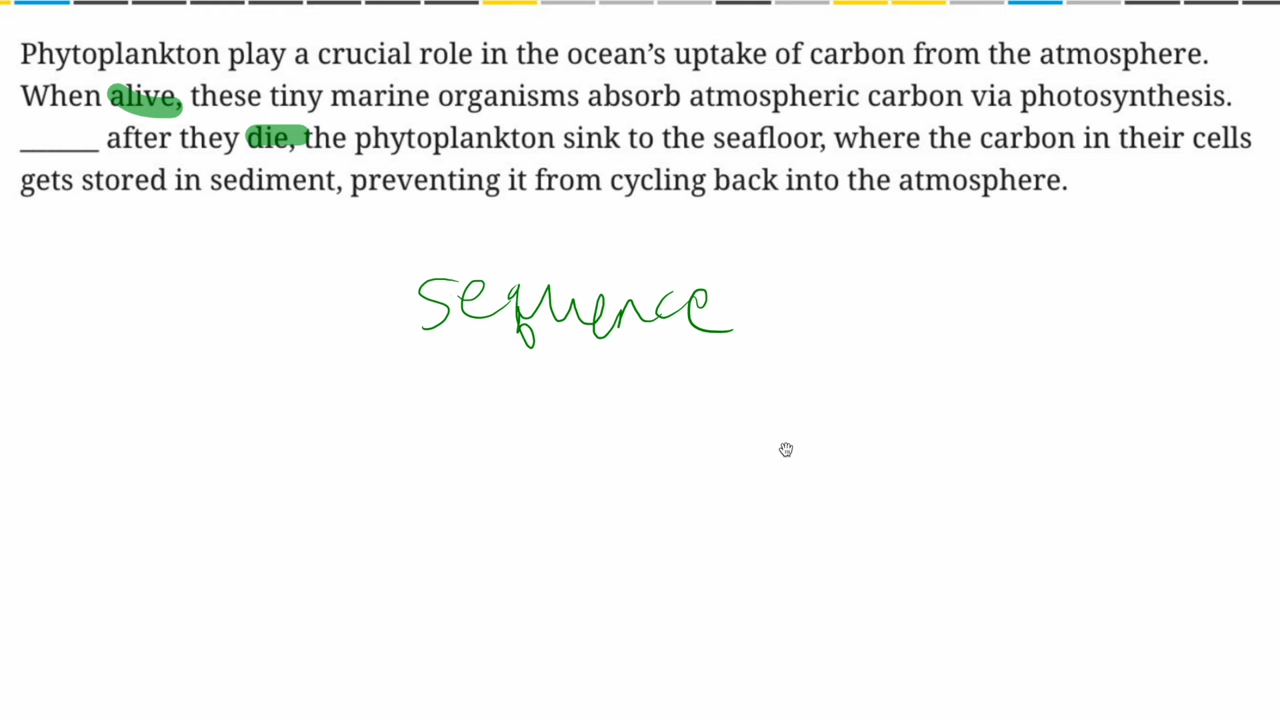 Phytoplankton play a crucial role in the ocean’s uptake of carbon from the atmosphere.
When alive, these tiny marine organisms absorb atmospheric carbon via photosynthesis.
______ after they die, the phytoplankton sink to the seafloor, where the carbon in their cells
gets stored in sediment, preventing it from cycling back into the atmosphere.
sequence